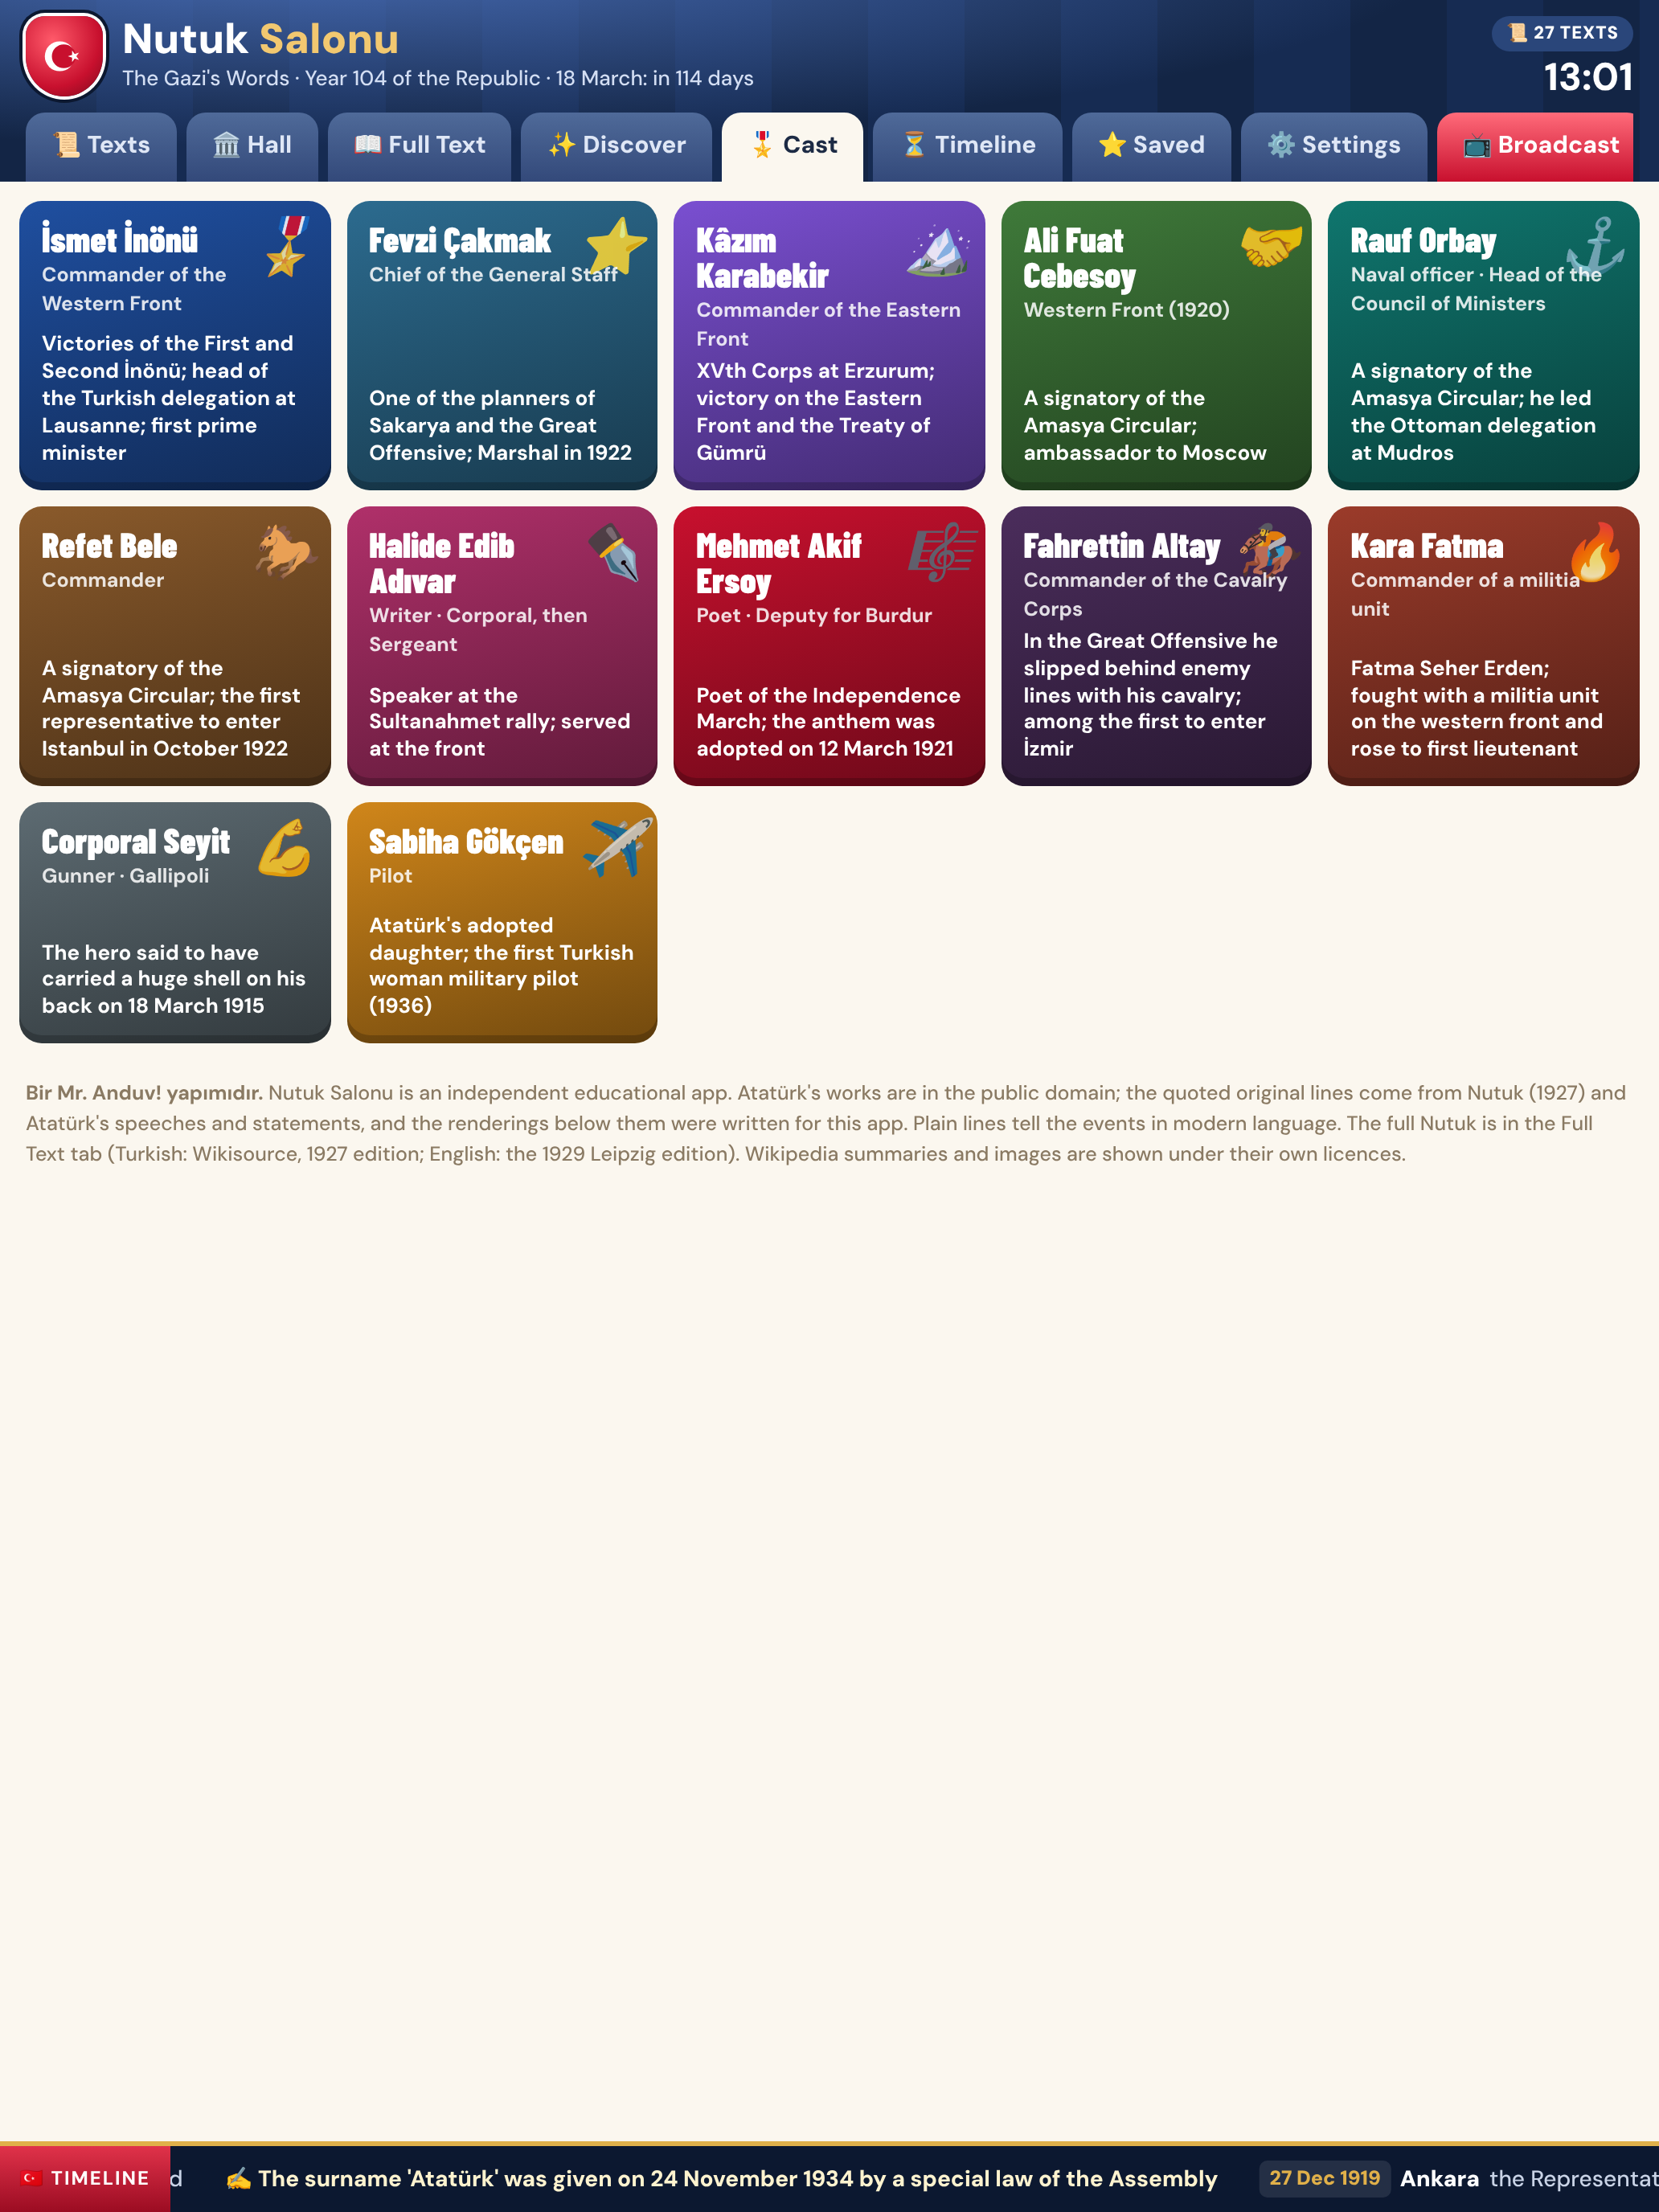 Nutuk Salonu
The Gazi's Words · Year 104 of the Republic · 18 March: in 114 days
27 TEXTS
13:01
Texts
Hall
Full Text
Discover
Cast
Timeline
Saved
Settings
Broadcast
İsmet İnönü
Commander of the
Western Front
Victories of the First and
Second İnönü; head of
the Turkish delegation at
Lausanne; first prime
minister
Fevzi Çakmak
Chief of the General Staff
One of the planners of
Sakarya and the Great
Offensive; Marshal in 1922
Kâzım
Karabekir
Commander of the Eastern
Front
XVth Corps at Erzurum;
victory on the Eastern
Front and the Treaty of
Gümrü
Ali Fuat
Cebesoy
Western Front (1920)
A signatory of the
Amasya Circular;
ambassador to Moscow
Rauf Orbay
Naval officer · Head of the
Council of Ministers
A signatory of the
Amasya Circular; he led
the Ottoman delegation
at Mudros
Refet Bele
Commander
A signatory of the
Amasya Circular; the first
representative to enter
Istanbul in October 1922
Halide Edib
Adıvar
Writer · Corporal, then
Sergeant
Speaker at the
Sultanahmet rally; served
at the front
Mehmet Akif
Ersoy
Poet · Deputy for Burdur
Poet of the Independence
March; the anthem was
adopted on 12 March 1921
Fahrettin Altay
Commander of the Cavalry
Corps
In the Great Offensive he
slipped behind enemy
lines with his cavalry;
among the first to enter
İzmir
Kara Fatma
Commander of a militia
unit
Fatma Seher Erden;
fought with a militia unit
on the western front and
rose to first lieutenant
Corporal Seyit
Gunner · Gallipoli
The hero said to have
carried a huge shell on his
back on 18 March 1915
Sabiha Gökçen
Pilot
Atatürk's adopted
daughter; the first Turkish
woman military pilot
(1936)
Bir Mr. Anduv! yapımıdır. Nutuk Salonu is an independent educational app. Atatürk's works are in the public domain; the quoted original lines come from Nutuk (1927) and
Atatürk's speeches and statements, and the renderings below them were written for this app. Plain lines tell the events in modern language. The full Nutuk is in the Full
Text tab (Turkish: Wikisource, 1927 edition; English: the 1929 Leipzig edition). Wikipedia summaries and images are shown under their own licences.
TIMELINE
d The surname 'Atatürk' was given on 24 November 1934 by a special law of the Assembly 27 Dec 1919 Ankara the Representat